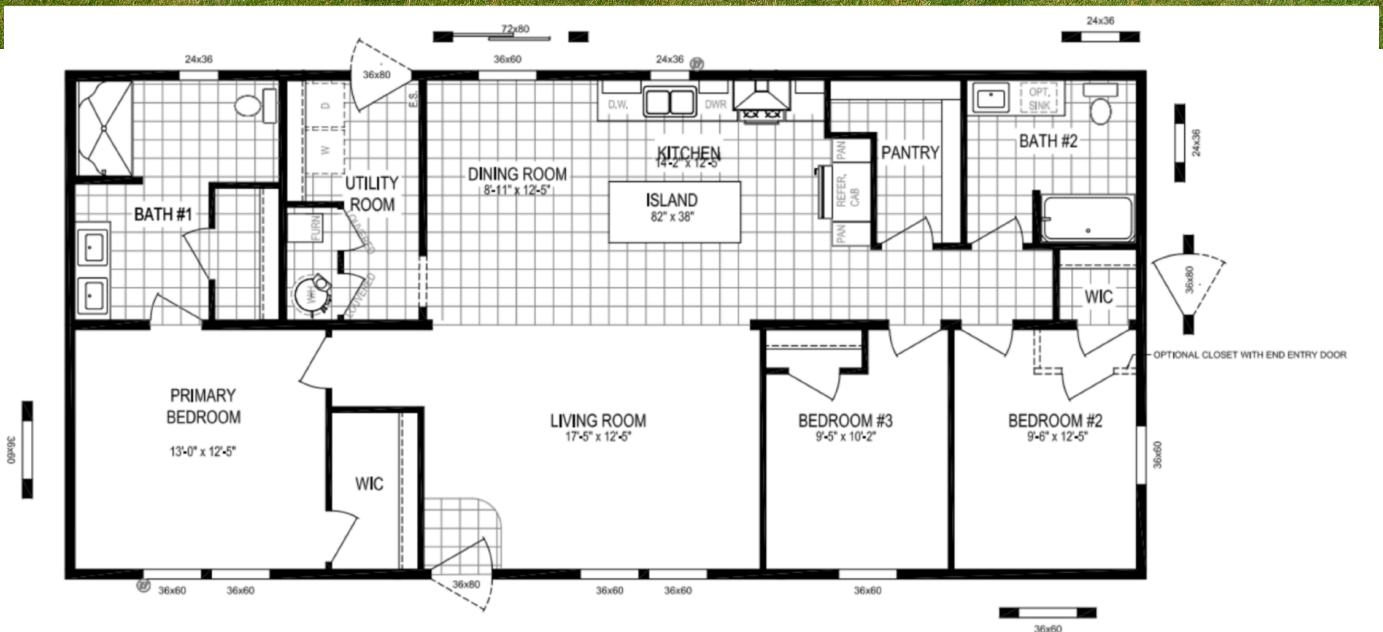 72x80
24x36
24x36
36x80
36x60
24x36
D
W
E.S.
UTILITY
ROOM
FURN
WH
LOUVERED
LOUVERED
BATH #1
DINING ROOM
8'-11" x 12'-5"
D.W.
DWR
KITCHEN
14'-2" x 12'-5"
ISLAND
82" x 38"
PAN
REFER.
CAB
PAN
PANTRY
OPT.
SINK
BATH #2
24x36
WIC
36x80
OPTIONAL CLOSET WITH END ENTRY DOOR
PRIMARY
BEDROOM
13'-0" x 12'-5"
WIC
LIVING ROOM
17'-5" x 12'-5"
BEDROOM #3
9'-5" x 10'-2"
BEDROOM #2
9'-6" x 12'-5"
36x60
36x60
36x60
36x60
36x80
36x60
36x60
36x60
36x60